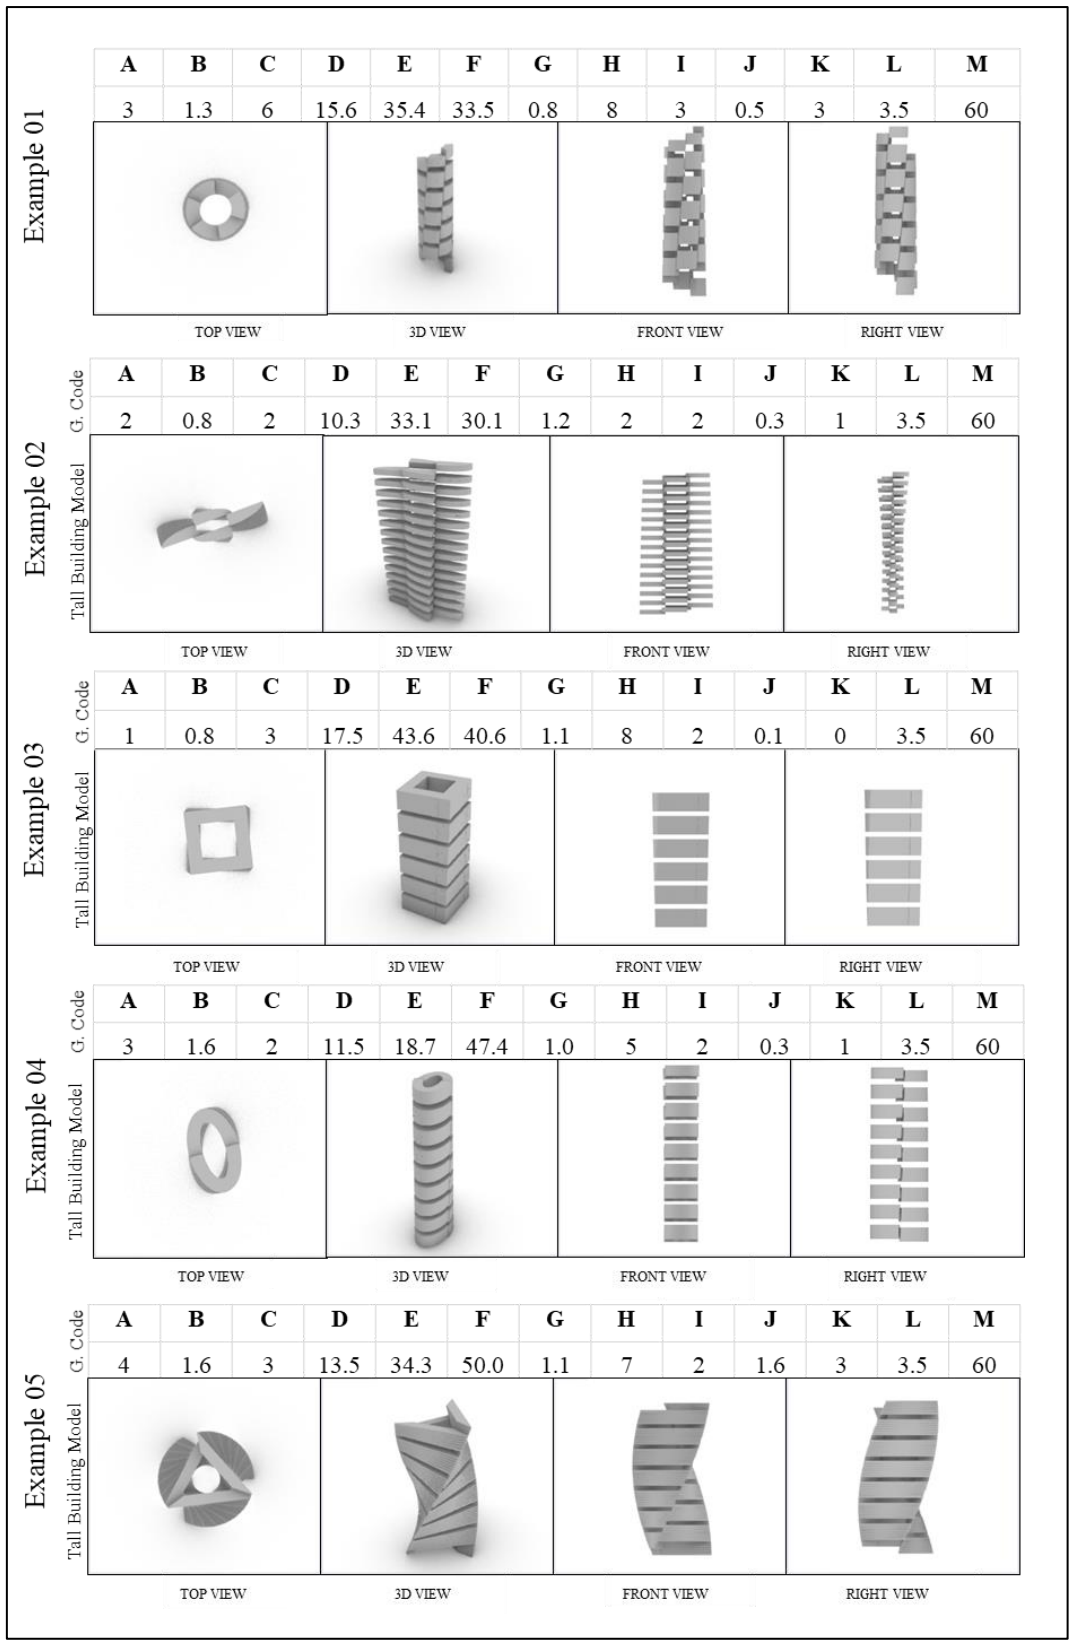 Example 01
A B C D E F G H I J K L M
3 1.3 6 15.6 35.4 33.5 0.8 8 3 0.5 3 3.5 60
TOP VIEW 3D VIEW FRONT VIEW RIGHT VIEW
Example 02
G. Code
Tall Building Model
A B C D E F G H I J K L M
2 0.8 2 10.3 33.1 30.1 1.2 2 2 0.3 1 3.5 60
TOP VIEW 3D VIEW FRONT VIEW RIGHT VIEW
Example 03
G. Code
Tall Building Model
A B C D E F G H I J K L M
1 0.8 3 17.5 43.6 40.6 1.1 8 2 0.1 0 3.5 60
TOP VIEW 3D VIEW FRONT VIEW RIGHT VIEW
Example 04
G. Code
Tall Building Model
A B C D E F G H I J K L M
3 1.6 2 11.5 18.7 47.4 1.0 5 2 0.3 1 3.5 60
TOP VIEW 3D VIEW FRONT VIEW RIGHT VIEW
Example 05
G. Code
Tall Building Model
A B C D E F G H I J K L M
4 1.6 3 13.5 34.3 50.0 1.1 7 2 1.6 3 3.5 60
TOP VIEW 3D VIEW FRONT VIEW RIGHT VIEW